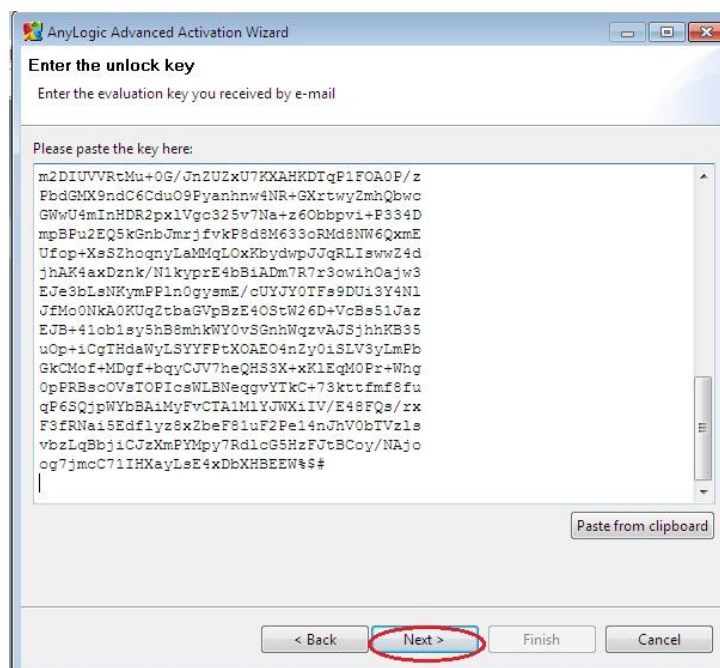 AnyLogic Advanced Activation Wizard
Enter the unlock key
Enter the evaluation key you received by e-mail
Please paste the key here:
m2DIUVVRtMu+0G/JnZUZxU7KXAHKDTqP1FOA0P/z
PbdGMX9ndC6CduO9Pyanhnw4NR+GXrtwyZmhQbwc
GWwU4mInHDR2pxlVgc325v7Na+z6Obbpvi+P334D
mpBPu2EQ5kGnbJmrjfvkP8d8M633oRMd8NW6QxmE
Ufop+XsSZhoqnyLaMMqLOxKbydwpJJqRLIswwZ4d
jhAK4axDznk/N1kyprE4bBiADm7R7r3owihOajw3
EJe3bLsNKymPPln0gysmE/cUYJY0TFs9DUi3Y4Nl
JfMo0NkA0KUqZtbaGVpBzE4OStW26D+VcBs51Jaz
EJB+41ob1sy5hB8mhkWY0vSGnhWqzvAJSjhhKB35
uOp+iCgTHdaWyLSYYFPtXOAEO4nZy0iSLV3yLmPb
GkCMof+MDgf+bqyCJV7heQHS3X+xKlEqM0Pr+Whg
0pPRBscOVsTOPIcsWLBNeqgvYTkC+73kttfmf8fu
qP6SQjpWYbBAiMyFvCTA1MlYJWXiIV/E48FQs/rx
F3fRNai5Edflyz8xZbeF81uF2Pe14nJhV0bTVzls
vbzLqBbjiCJzXmPYMpy7RdlcG5HzFJtBCoy/NAjo
og7jmcC71IHXayLsE4xDbXHBEEW%$#
Paste from clipboard
< Back
Next >
Finish
Cancel